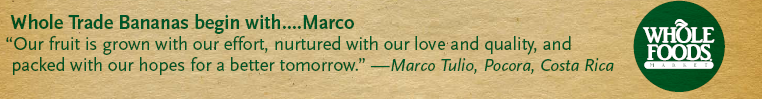 Whole Trade Bananas begin with....Marco
“Our fruit is grown with our effort, nurtured with our love and quality, and
packed with our hopes for a better tomorrow.” —Marco Tulio, Pocora, Costa Rica
WHOLE
FOODS
MARKET